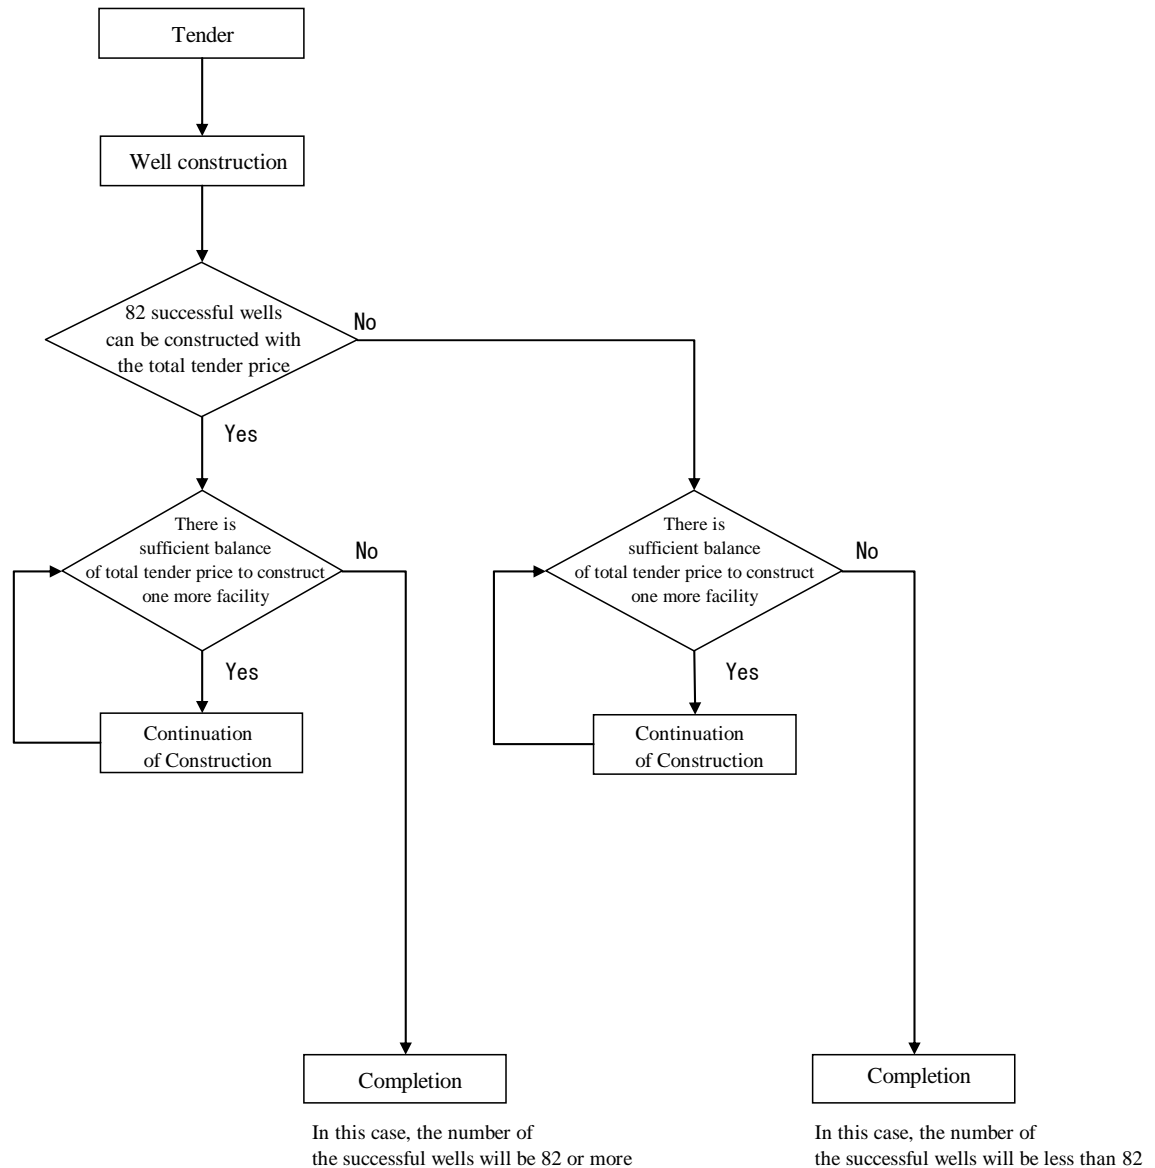 Tender
Well construction
82 successful wells
can be constructed with
the total tender price
No
Yes
There is
sufficient balance
of total tender price to construct
one more facility
No
Yes
Continuation
of Construction
There is
sufficient balance
of total tender price to construct
one more facility
No
Yes
Continuation
of Construction
Completion
In this case, the number of
the successful wells will be 82 or more
Completion
In this case, the number of
the successful wells will be less than 82